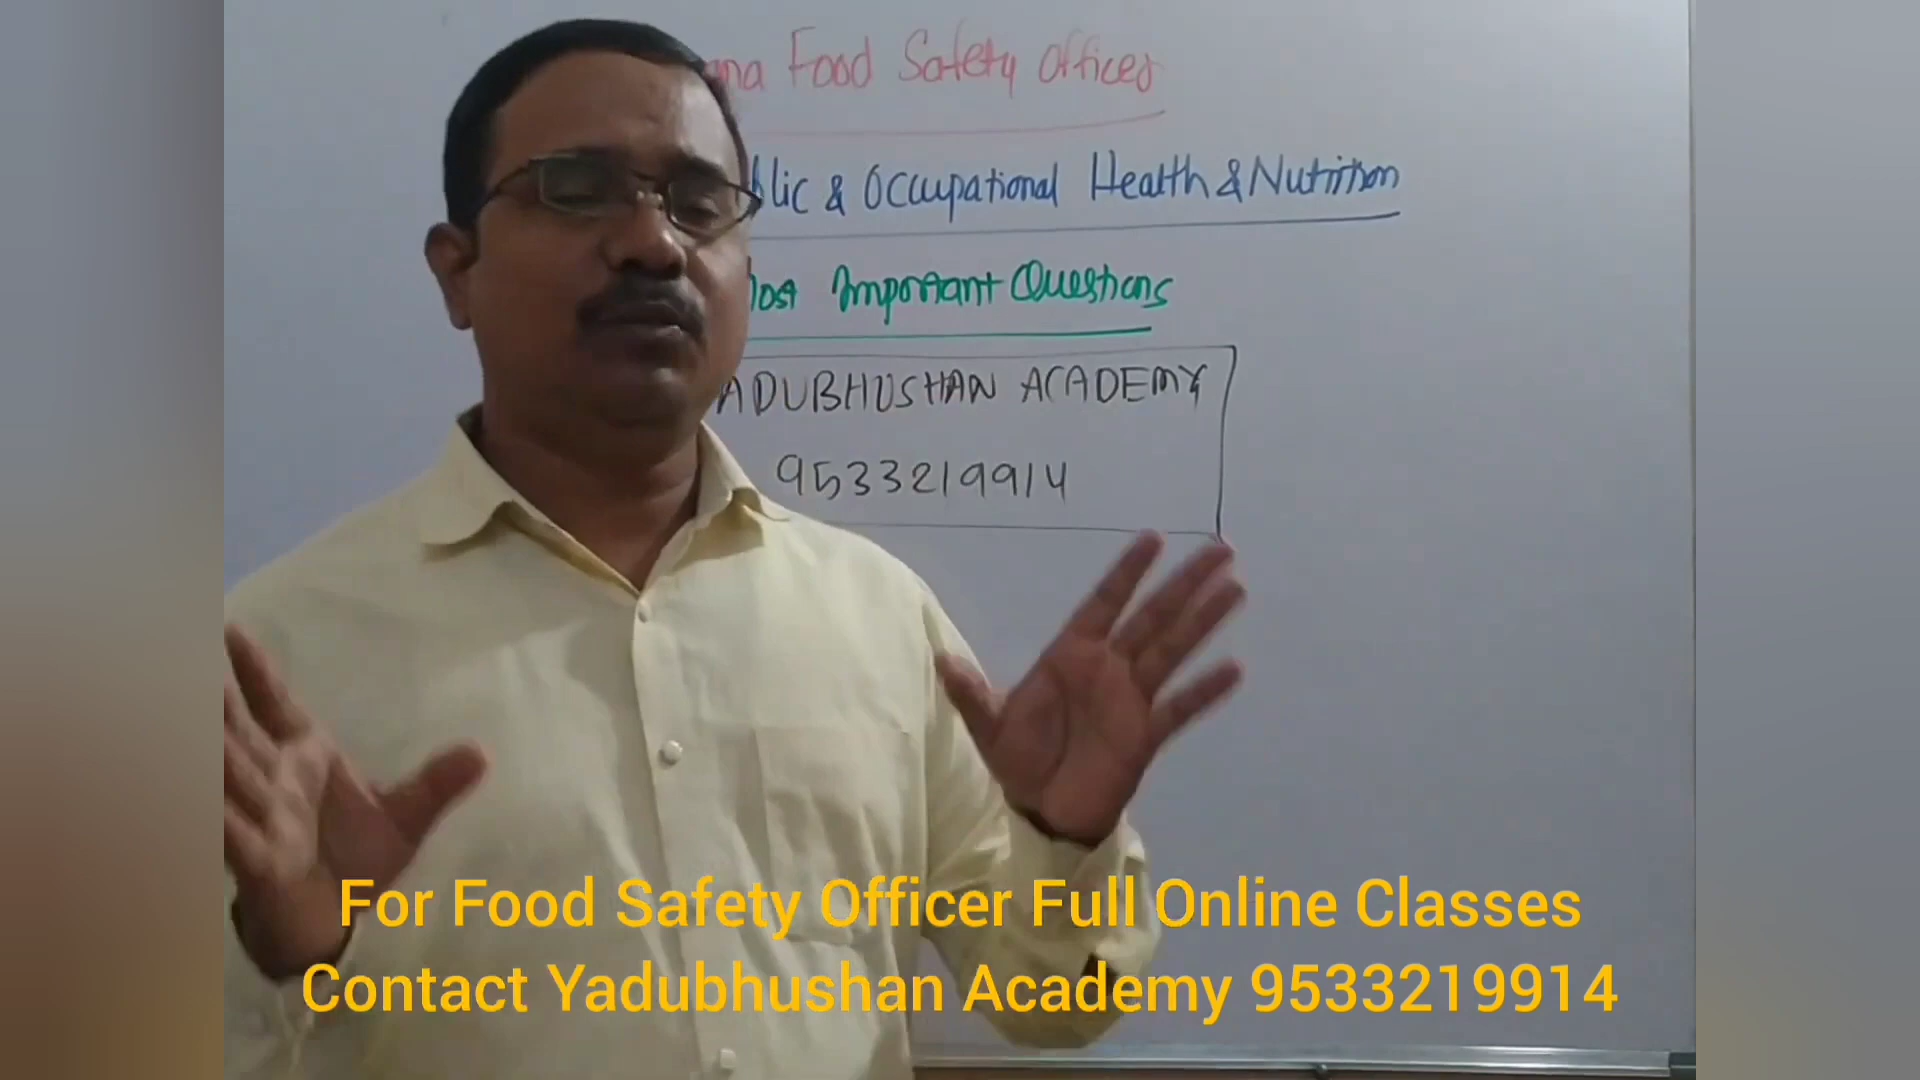 Food Safety Officer
& Occupational Health & Nutrition
Important Questions
ACADEMY
9533219914
For Food Safety Officer Full Online Classes
Contact Yadubhushan Academy 9533219914